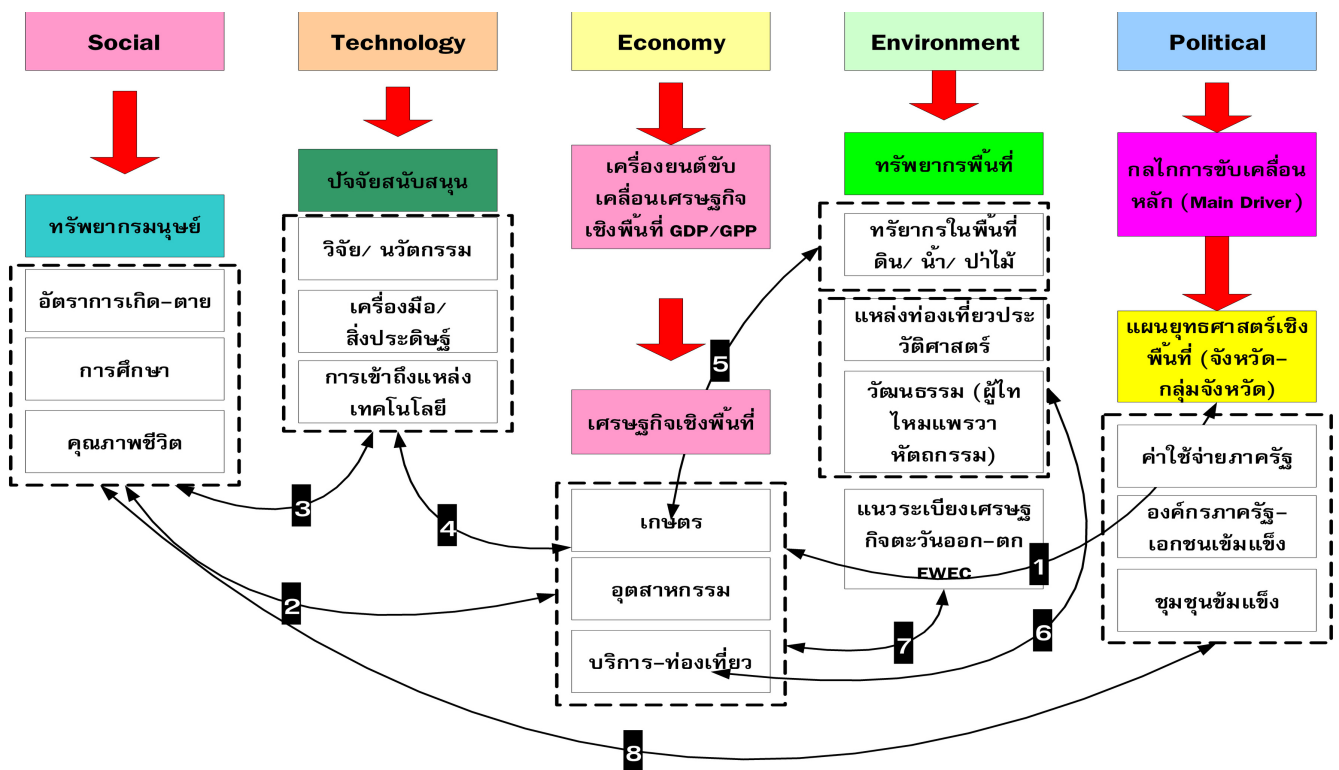 Social
Technology
Economy
Environment
Political
ทรัพยากรมนุษย์
อัตราการเกิด-ตาย
การศึกษา
คุณภาพชีวิต
ปัจจัยสนับสนุน
วิจัย/ นวัตกรรม
เครื่องมือ/
สิ่งประดิษฐ์
การเข้าถึงแหล่ง
เทคโนโลยี
เครื่องยนต์ขับ
เคลื่อนเศรษฐกิจ
เชิงพื้นที่ GDP/GPP
เศรษฐกิจเชิงพื้นที่
เกษตร
อุตสาหกรรม
บริการ-ท่องเที่ยว
ทรัพยากรพื้นที่
ทรัยากรในพื้นที่
ดิน/ น้ำ/ ป่าไม้
แหล่งท่องเที่ยวประ
วัติศาสตร์
วัฒนธรรม (ผู้ไท
ไหมแพรวา
หัตถกรรม)
แนวระเบียงเศรษฐ
กิจตะวันออก-ตก
EWEC
กลไกการขับเคลื่อน
หลัก (Main Driver)
แผนยุทธศาสตร์เชิง
พื้นที่ (จังหวัด-
กลุ่มจังหวัด)
ค่าใช้จ่ายภาครัฐ
องค์กรภาครัฐ-
เอกชนเข้มแข็ง
ชุมชุนข้มแข็ง
5
3
4
1
2
6
7
8